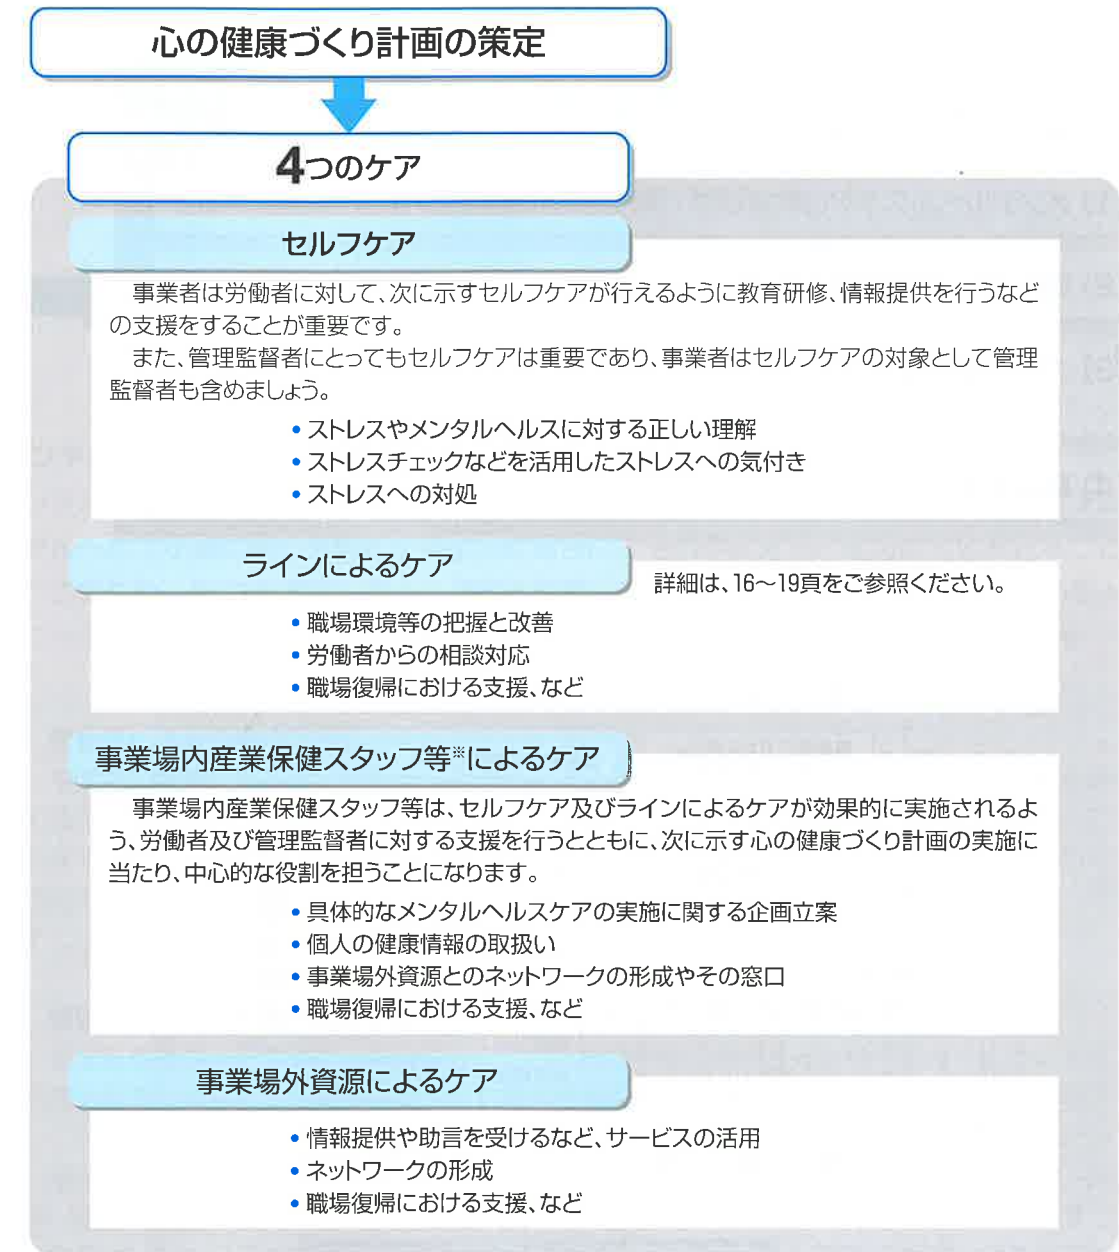 心の健康づくり計画の策定
4つのケア
セルフケア
事業者は労働者に対して、次に示すセルフケアが行えるように教育研修、情報提供を行うなど
の支援をすることが重要です。
また、管理監督者にとってもセルフケアは重要であり、事業者はセルフケアの対象として管理
監督者も含めましょう。
• ストレスやメンタルヘルスに対する正しい理解
• ストレスチェックなどを活用したストレスへの気付き
• ストレスへの対処
ラインによるケア
詳細は、16〜19頁をご参照ください。
• 職場環境等の把握と改善
• 労働者からの相談対応
• 職場復帰における支援、など
事業場内産業保健スタッフ等※によるケア
事業場内産業保健スタッフ等は、セルフケア及びラインによるケアが効果的に実施されるよ
う、労働者及び管理監督者に対する支援を行うとともに、次に示す心の健康づくり計画の実施に
当たり、中心的な役割を担うことになります。
• 具体的なメンタルヘルスケアの実施に関する企画立案
• 個人の健康情報の取扱い
• 事業場外資源とのネットワークの形成やその窓口
• 職場復帰における支援、など
事業場外資源によるケア
• 情報提供や助言を受けるなど、サービスの活用
• ネットワークの形成
• 職場復帰における支援、など